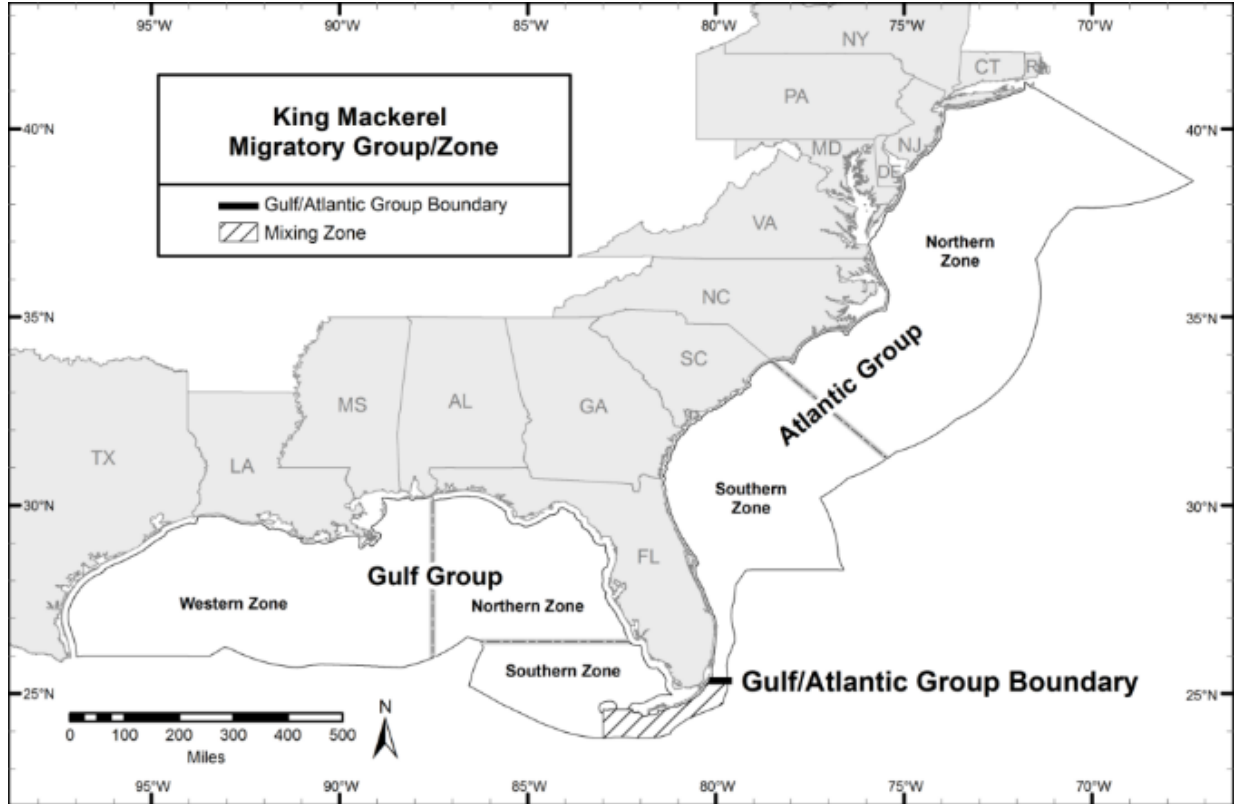 95°W 90°W 85°W 80°W 75°W 70°W
NY
CT
RI
PA
King Mackerel
Migratory Group/Zone
40°N
40°N
MD
NJ
DE
Gulf/Atlantic Group Boundary
Mixing Zone
VA
Northern
Zone
NC
35°N
35°N
SC
Atlantic Group
MS
AL
GA
TX
LA
Southern
Zone
30°N
30°N
FL
Gulf Group
Western Zone
Northern Zone
Southern Zone
Gulf/Atlantic Group Boundary
25°N
25°N
N
0 100 200 300 400 500
Miles
95°W 90°W 85°W 80°W 75°W 70°W